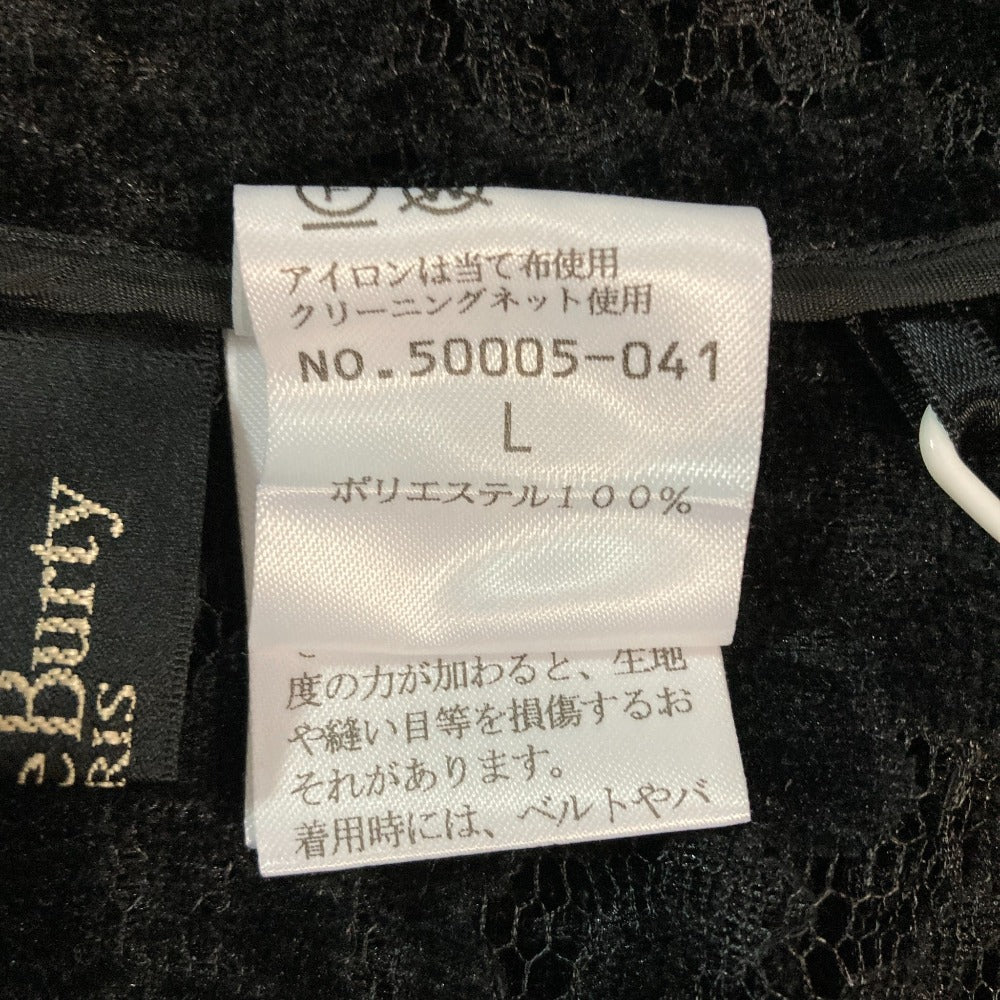 アイロンは当て布使用
クリーニングネット使用
NO.50005-041
L
ポリエステル100%
度の力が加わると、生地
や縫い目等を損傷するお
それがあります。
着用時には、ベルトやバ
eBurty
RIS